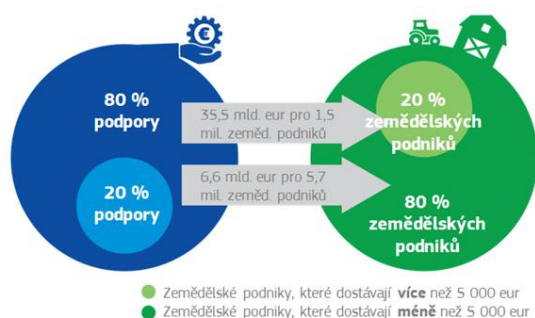 80 %
podpory
20 %
podpory
35,5 mld. eur pro 1,5
mil. zeměd. podniků
6,6 mld. eur pro 5,7
mil. zeměd. podniků
20 %
zemědělských
podniků
80 %
zemědělských
podniků
Zemědělské podniky, které dostávají více než 5 000 eur
Zemědělské podniky, které dostávají méně než 5 000 eur